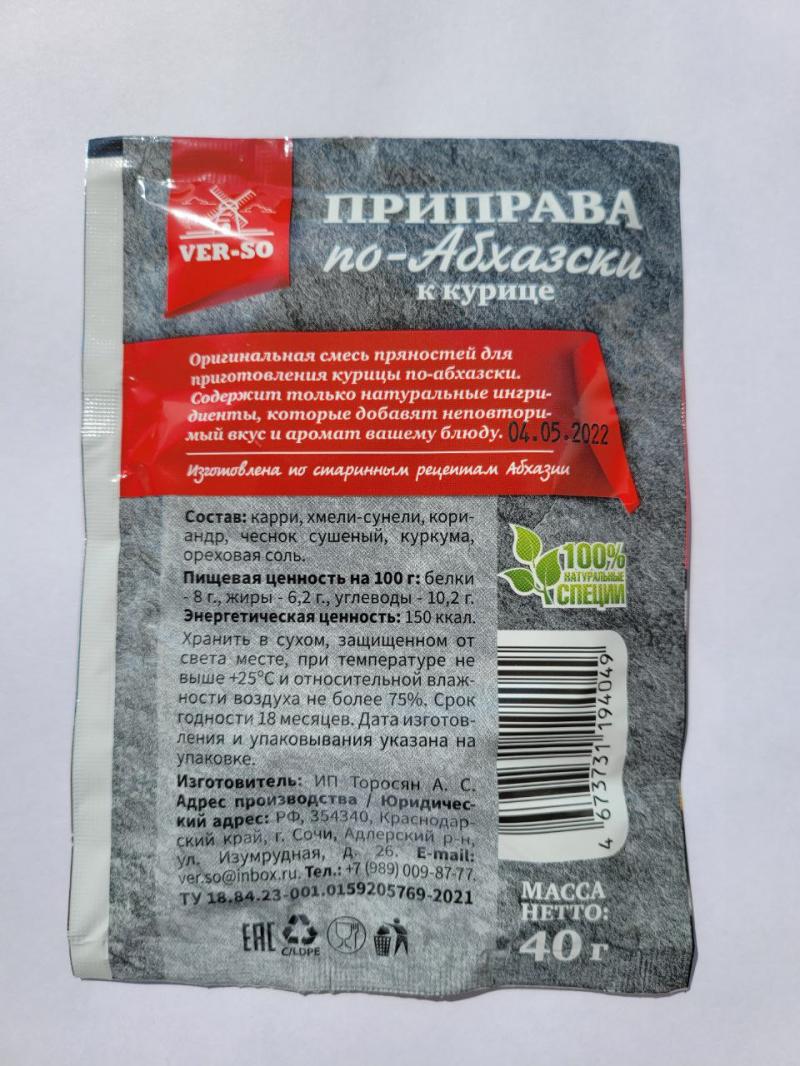 VER-SO
ПРИПРАВА
по-Абхазски
к курице
Оригинальная смесь пряностей для
приготовления курицы по-абхазски.
Содержит только натуральные ингри-
диенты, которые добавят неповтори-
мый вкус и аромат вашему блюду. 04.05.2022
Изготовлена по старинным рецептам Абхазии
Состав: карри, хмели-сунели, кори-
андр, чеснок сушеный, куркума,
ореховая соль.
Пищевая ценность на 100 г: белки
- 8 г., жиры - 6,2 г., углеводы - 10,2 г.
Энергетическая ценность: 150 ккал.
Хранить в сухом, защищенном от
света месте, при температуре не
выше +25°С и относительной влаж-
ности воздуха не более 75%. Срок
годности 18 месяцев. Дата изготов-
ления и упаковывания указана на
упаковке.
Изготовитель: ИП Торосян А. С.
Адрес производства / Юридичес-
кий адрес: РФ, 354340, Краснодар-
ский край, г. Сочи, Адлерский р-н,
ул. Изумрудная, д. 26. E-mail:
ver.so@inbox.ru. Тел.: +7 (989) 009-87-77.
ТУ 18.84.23-001.0159205769-2021
EAC
C/LDPE
100%
НАТУРАЛЬНЫЕ
СПЕЦИИ
4 673731 194049
МАССА
НЕТТО:
40 г